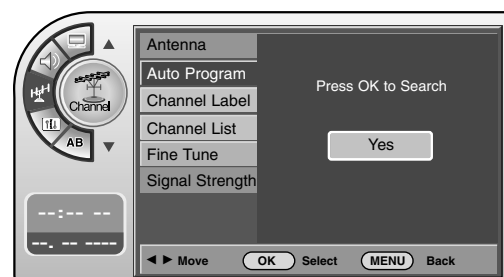 Antenna
Auto Program
Channel Label
Channel List
Fine Tune
Signal Strength
Press OK to Search
Yes
Channel
AB
--:-- --
--. -- ----
◄ ► Move OK Select MENU Back